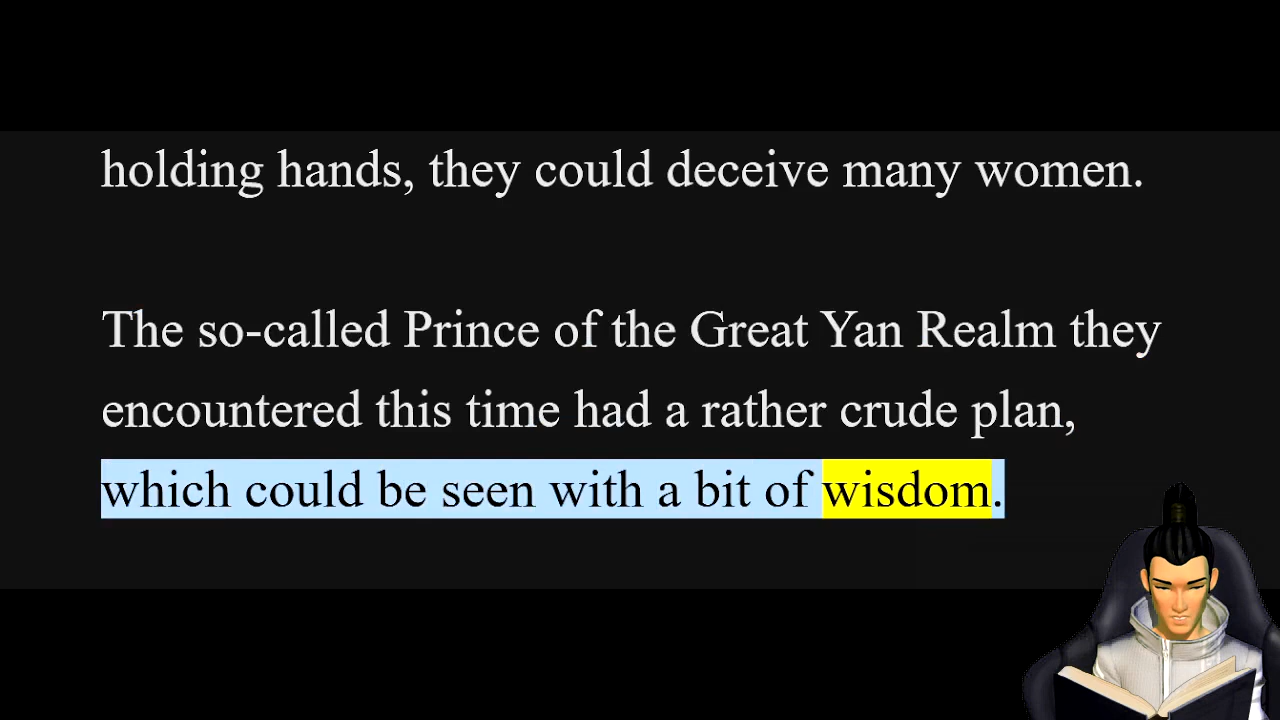 holding hands, they could deceive many women.
The so-called Prince of the Great Yan Realm they
encountered this time had a rather crude plan,
which could be seen with a bit of wisdom.